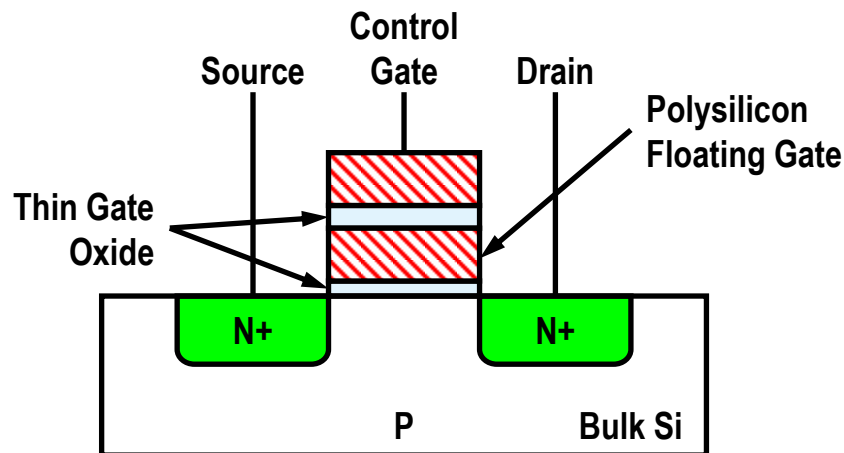 Control
Gate
Source
Drain
Polysilicon
Floating Gate
Thin Gate
Oxide
N+
N+
P
Bulk Si